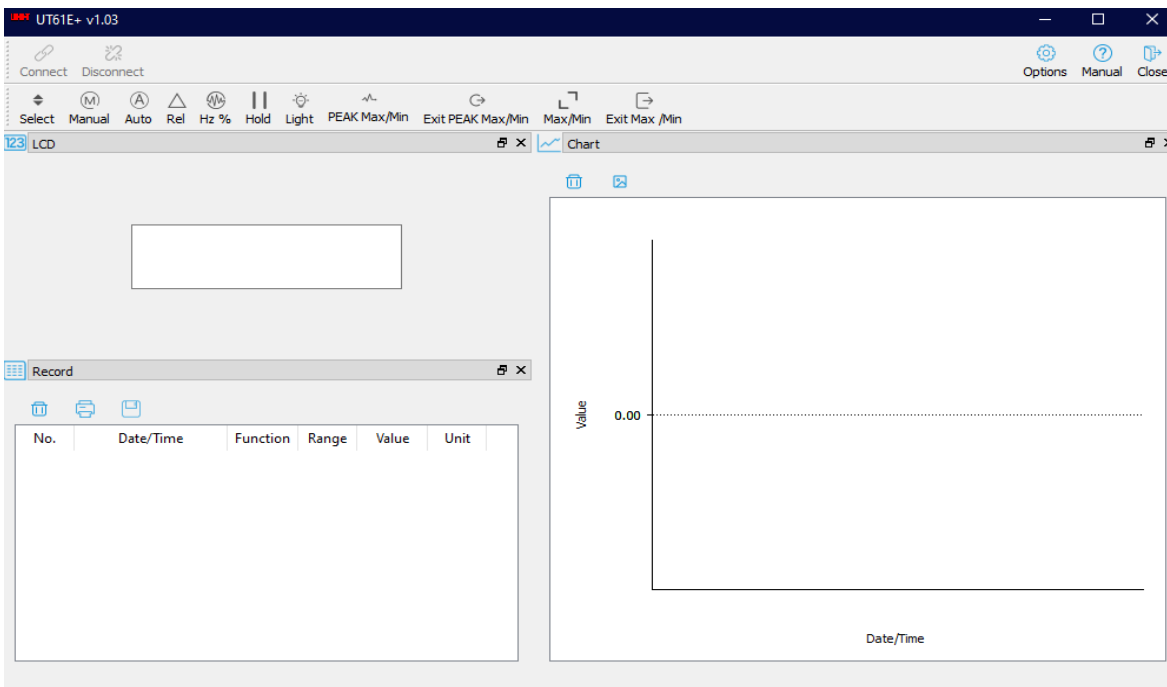 UT61E+ v1.03
Connect Disconnect Options Manual Close
Select Manual Auto Rel Hz % Hold Light PEAK Max/Min Exit PEAK Max/Min Max/Min Exit Max /Min
123 LCD
Chart
Record
No. Date/Time Function Range Value Unit
Value
0.00
Date/Time